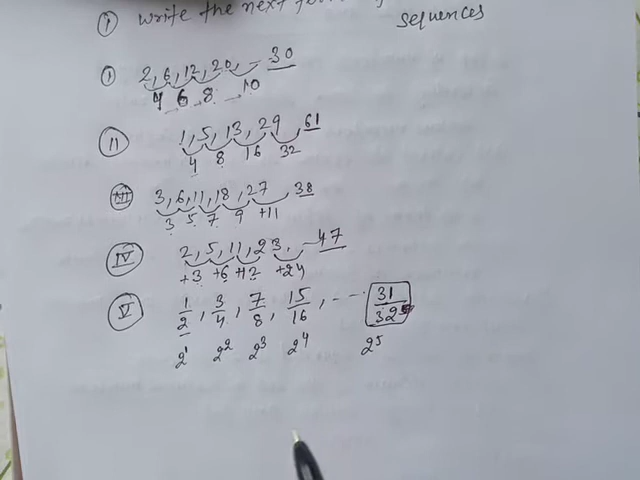 ① Write the next
sequences
① 2, 6, 12, 20, - 30
4 6 8 10
II 1, 5, 13, 29, 61
4 8 16 32
III 3, 6, 11, 18, 27, 38
3 5 7 9 +11
IV 2, 5, 11, 23, - 47
+3 +6 +12 +24
V 1/2, 3/4, 7/8, 15/16, --- 31/32
2¹ 2² 2³ 2⁴ 2⁵